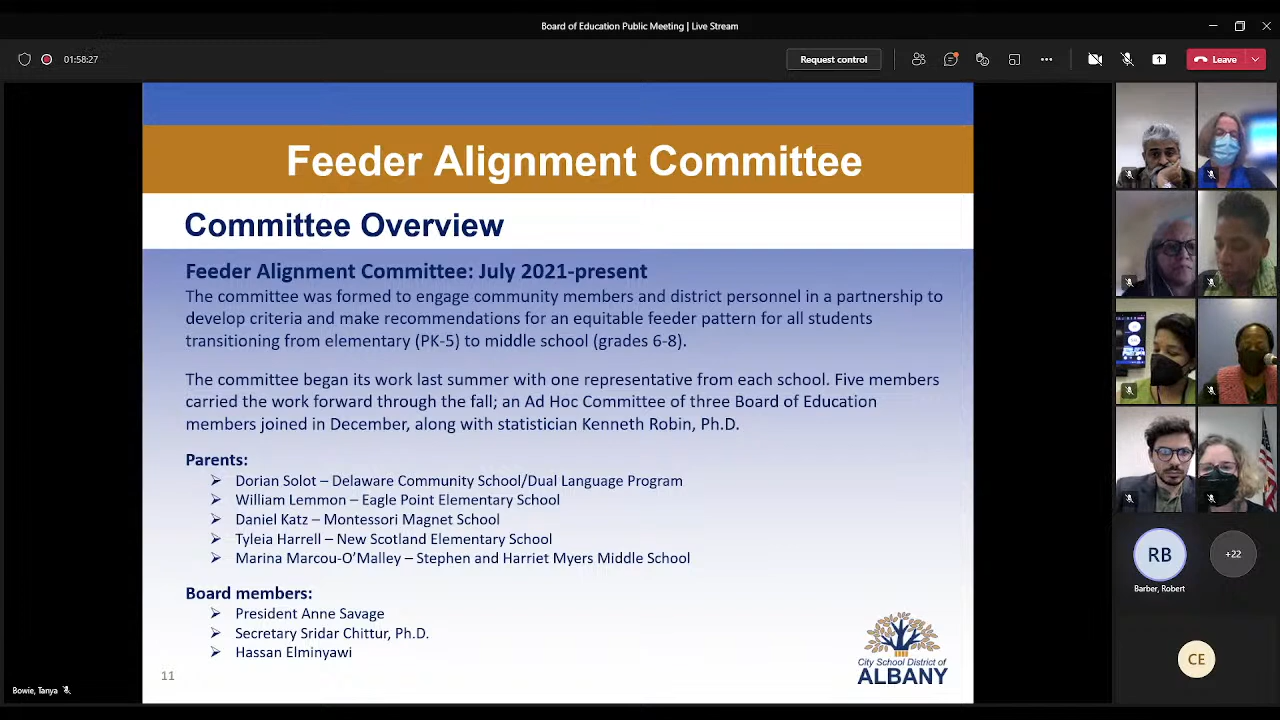 Board of Education Public Meeting | Live Stream
01:58:27
Request control
Leave
Feeder Alignment Committee
Committee Overview
Feeder Alignment Committee: July 2021-present
The committee was formed to engage community members and district personnel in a partnership to
develop criteria and make recommendations for an equitable feeder pattern for all students
transitioning from elementary (PK-5) to middle school (grades 6-8).
The committee began its work last summer with one representative from each school. Five members
carried the work forward through the fall; an Ad Hoc Committee of three Board of Education
members joined in December, along with statistician Kenneth Robin, Ph.D.
Parents:
➢ Dorian Solot – Delaware Community School/Dual Language Program
➢ William Lemmon – Eagle Point Elementary School
➢ Daniel Katz – Montessori Magnet School
➢ Tyleia Harrell – New Scotland Elementary School
➢ Marina Marcou-O’Malley – Stephen and Harriet Myers Middle School
Board members:
➢ President Anne Savage
➢ Secretary Sridar Chittur, Ph.D.
➢ Hassan Elminyawi
11
City School District of
ALBANY
Bowie, Tanya
RB
+22
Barber, Robert
CE